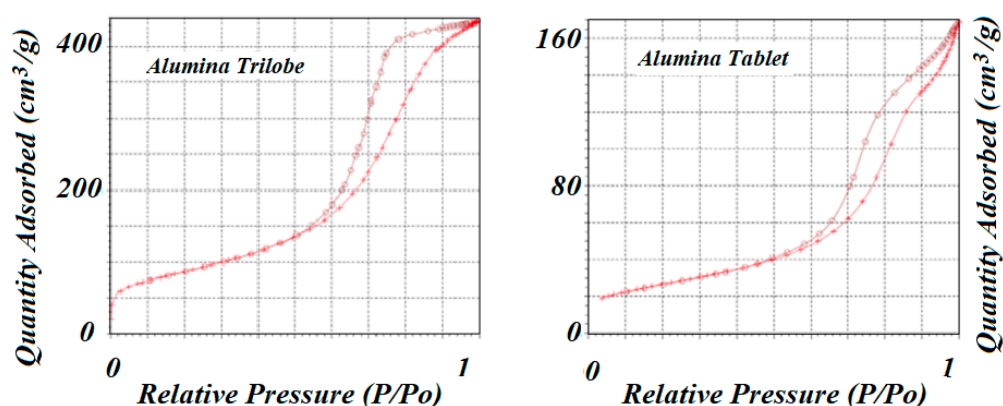 Quantity Adsorbed (cm³/g)
400
200
0
Alumina Trilobe
0
1
Relative Pressure (P/Po)
160
80
0
Alumina Tablet
0
1
Relative Pressure (P/Po)
Quantity Adsorbed (cm³/g)